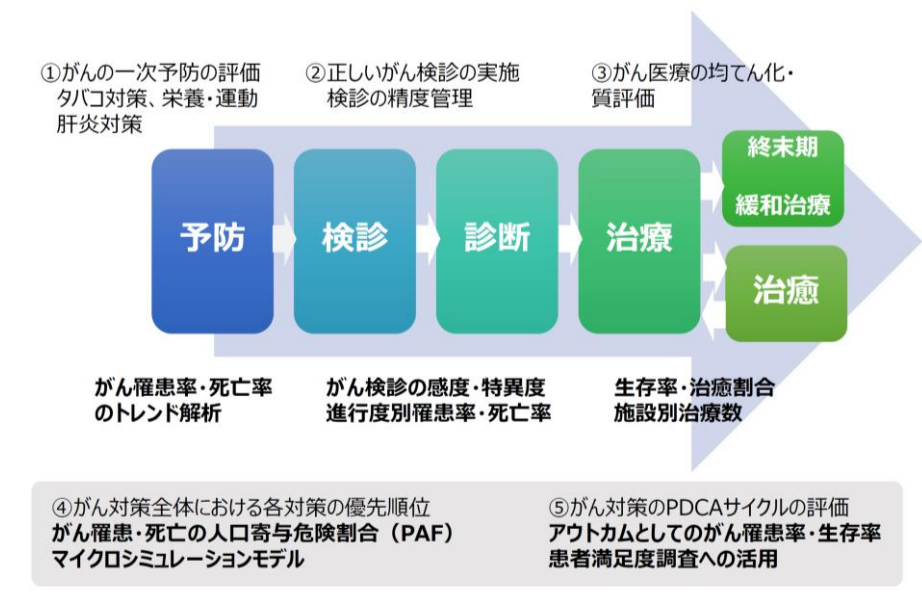 ①がんの一次予防の評価
タバコ対策、栄養・運動
肝炎対策
②正しいがん検診の実施
検診の精度管理
③がん医療の均てん化・
質評価
予防
検診
診断
治療
終末期
緩和治療
治癒
がん罹患率・死亡率
のトレンド解析
がん検診の感度・特異度
進行度別罹患率・死亡率
生存率・治癒割合
施設別治療数
④がん対策全体における各対策の優先順位
がん罹患・死亡の人口寄与危険割合（PAF）
マイクロシミュレーションモデル
⑤がん対策のPDCAサイクルの評価
アウトカムとしてのがん罹患率・生存率
患者満足度調査への活用